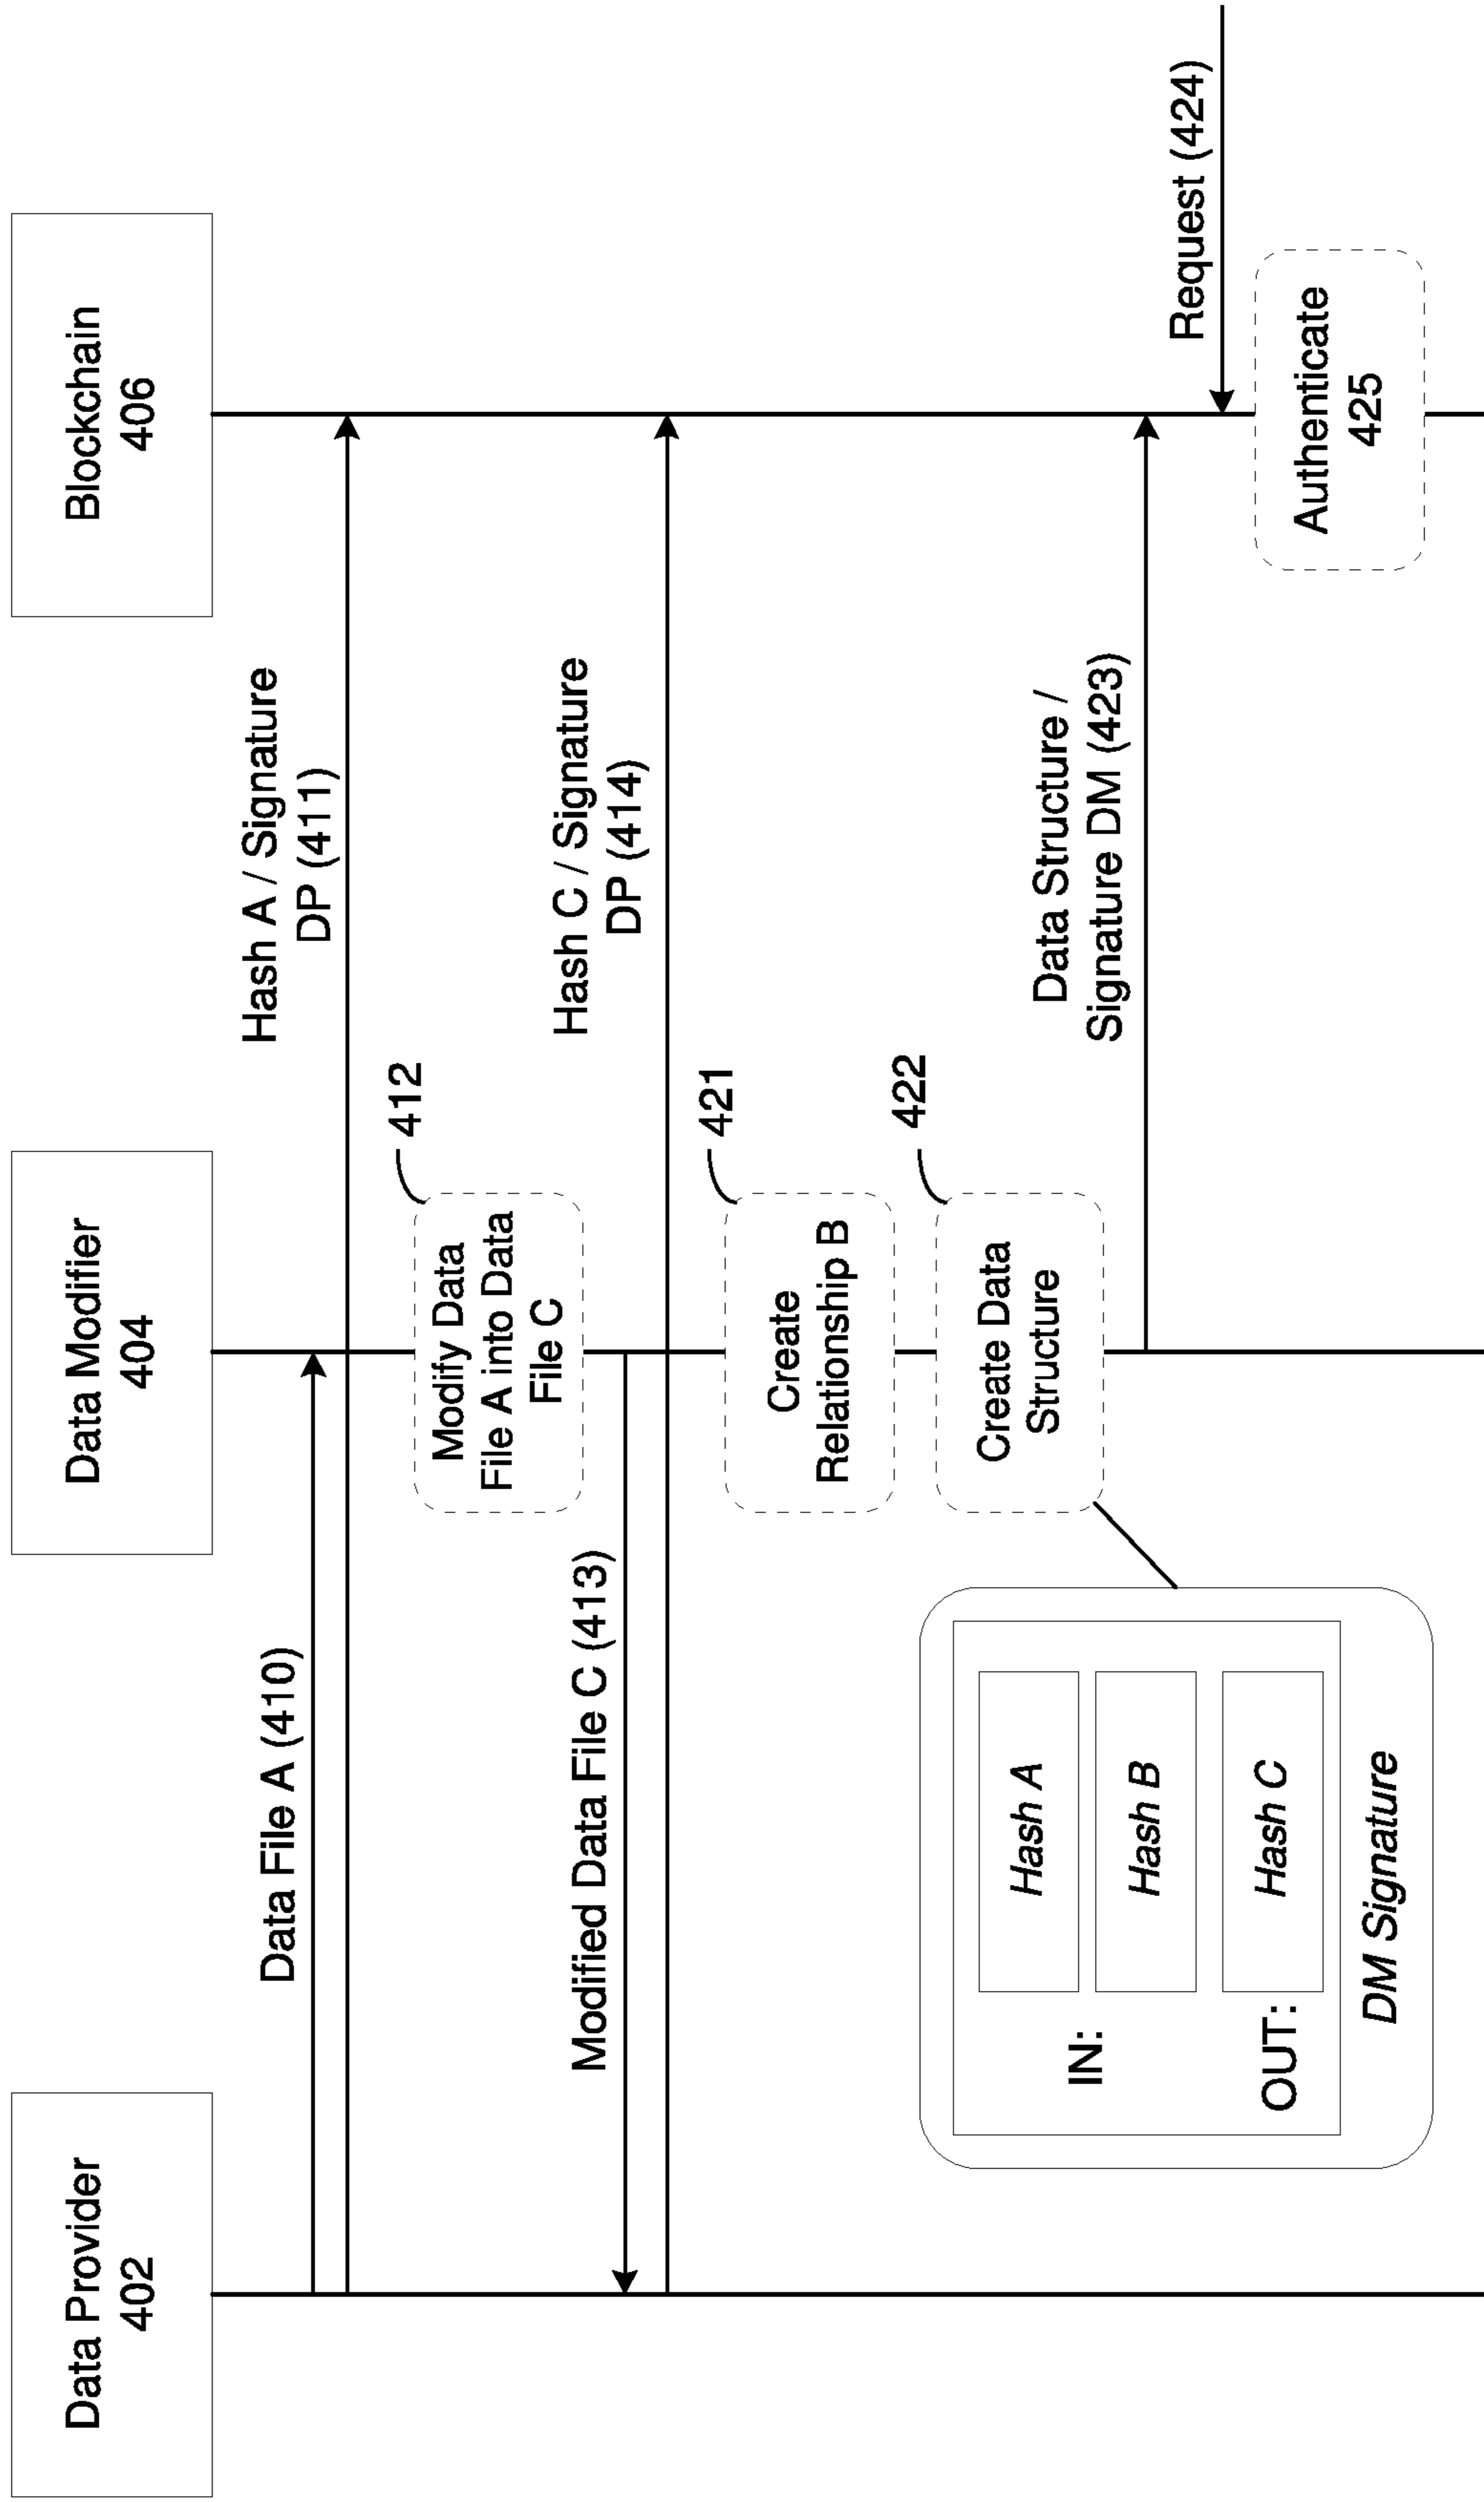 Data Provider
402
Data Modifier
404
Blockchain
406
Data File A (410)
Hash A / Signature
DP (411)
412
Modify Data
File A into Data
File C
Modified Data File C (413)
Hash C / Signature
DP (414)
421
Create
Relationship B
422
Create Data
Structure
IN:
Hash A
Hash B
OUT:
Hash C
DM Signature
Data Structure /
Signature DM (423)
Request (424)
Authenticate
425